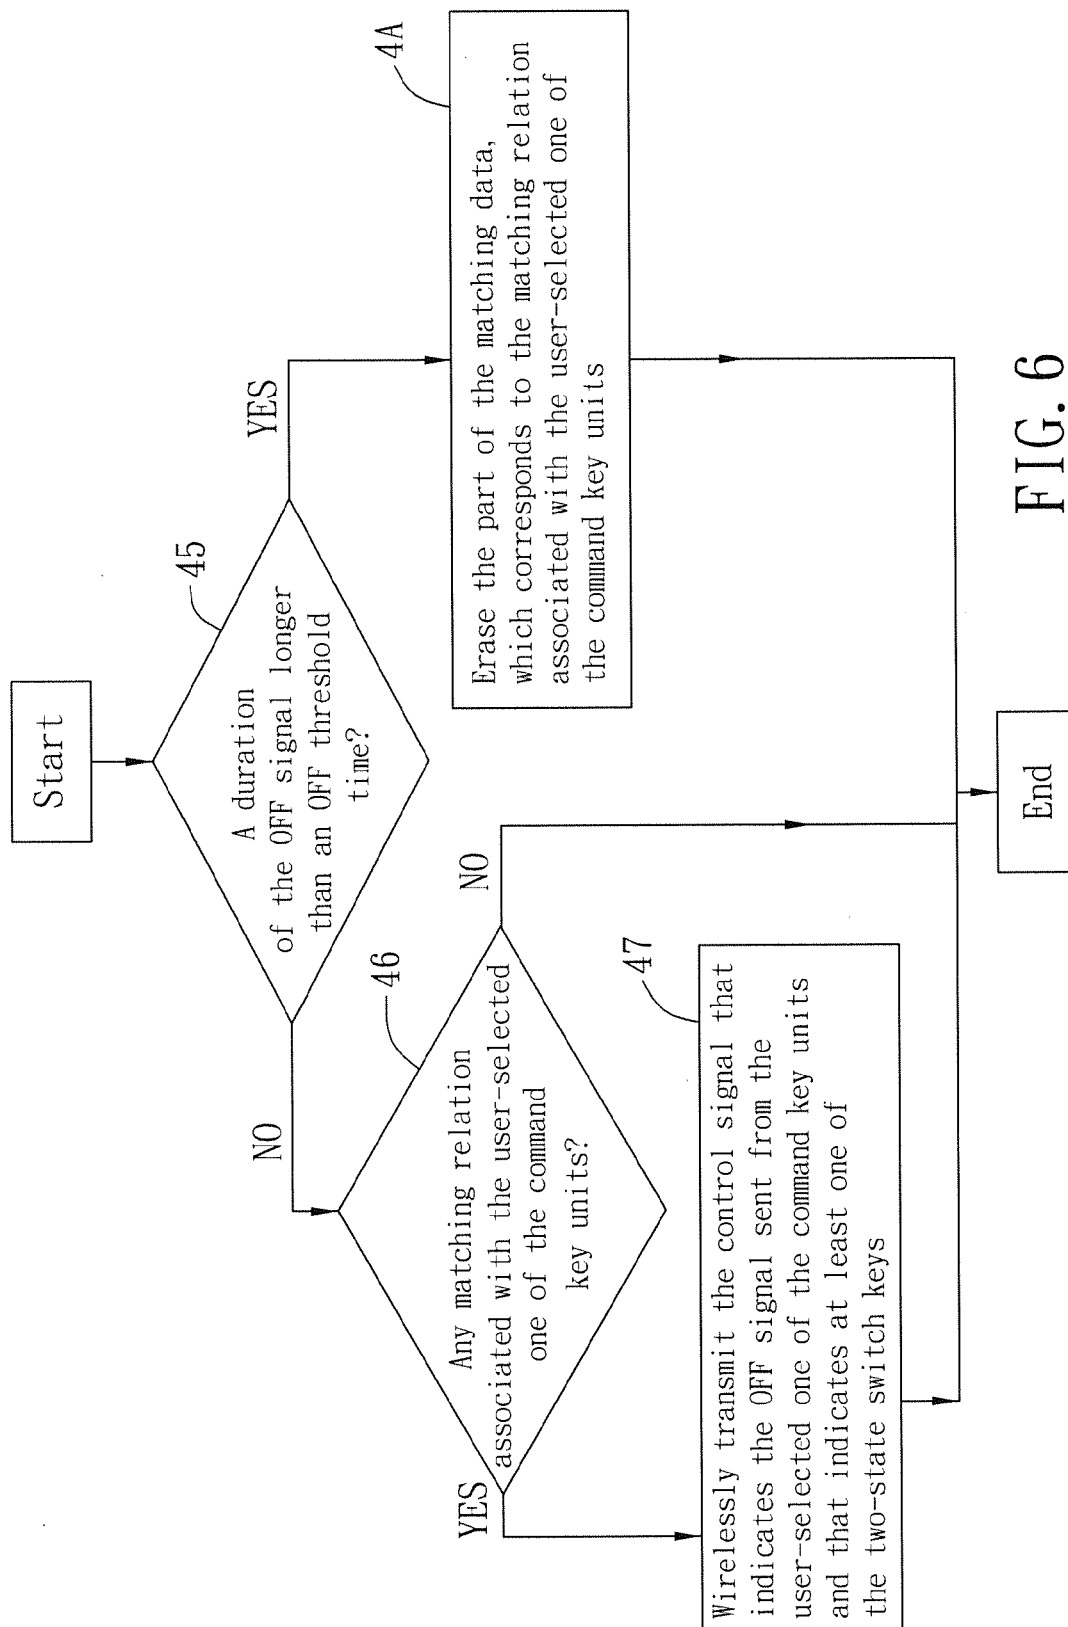 Start
A duration
of the OFF signal longer
than an OFF threshold
time?
45
YES
NO
4A
Erase the part of the matching data,
which corresponds to the matching relation
associated with the user-selected one of
the command key units
46
Any matching relation
associated with the user-selected
one of the command
key units?
NO
YES
47
Wirelessly transmit the control signal that
indicates the OFF signal sent from the
user-selected one of the command key units
and that indicates at least one of
the two-state switch keys
End
FIG. 6